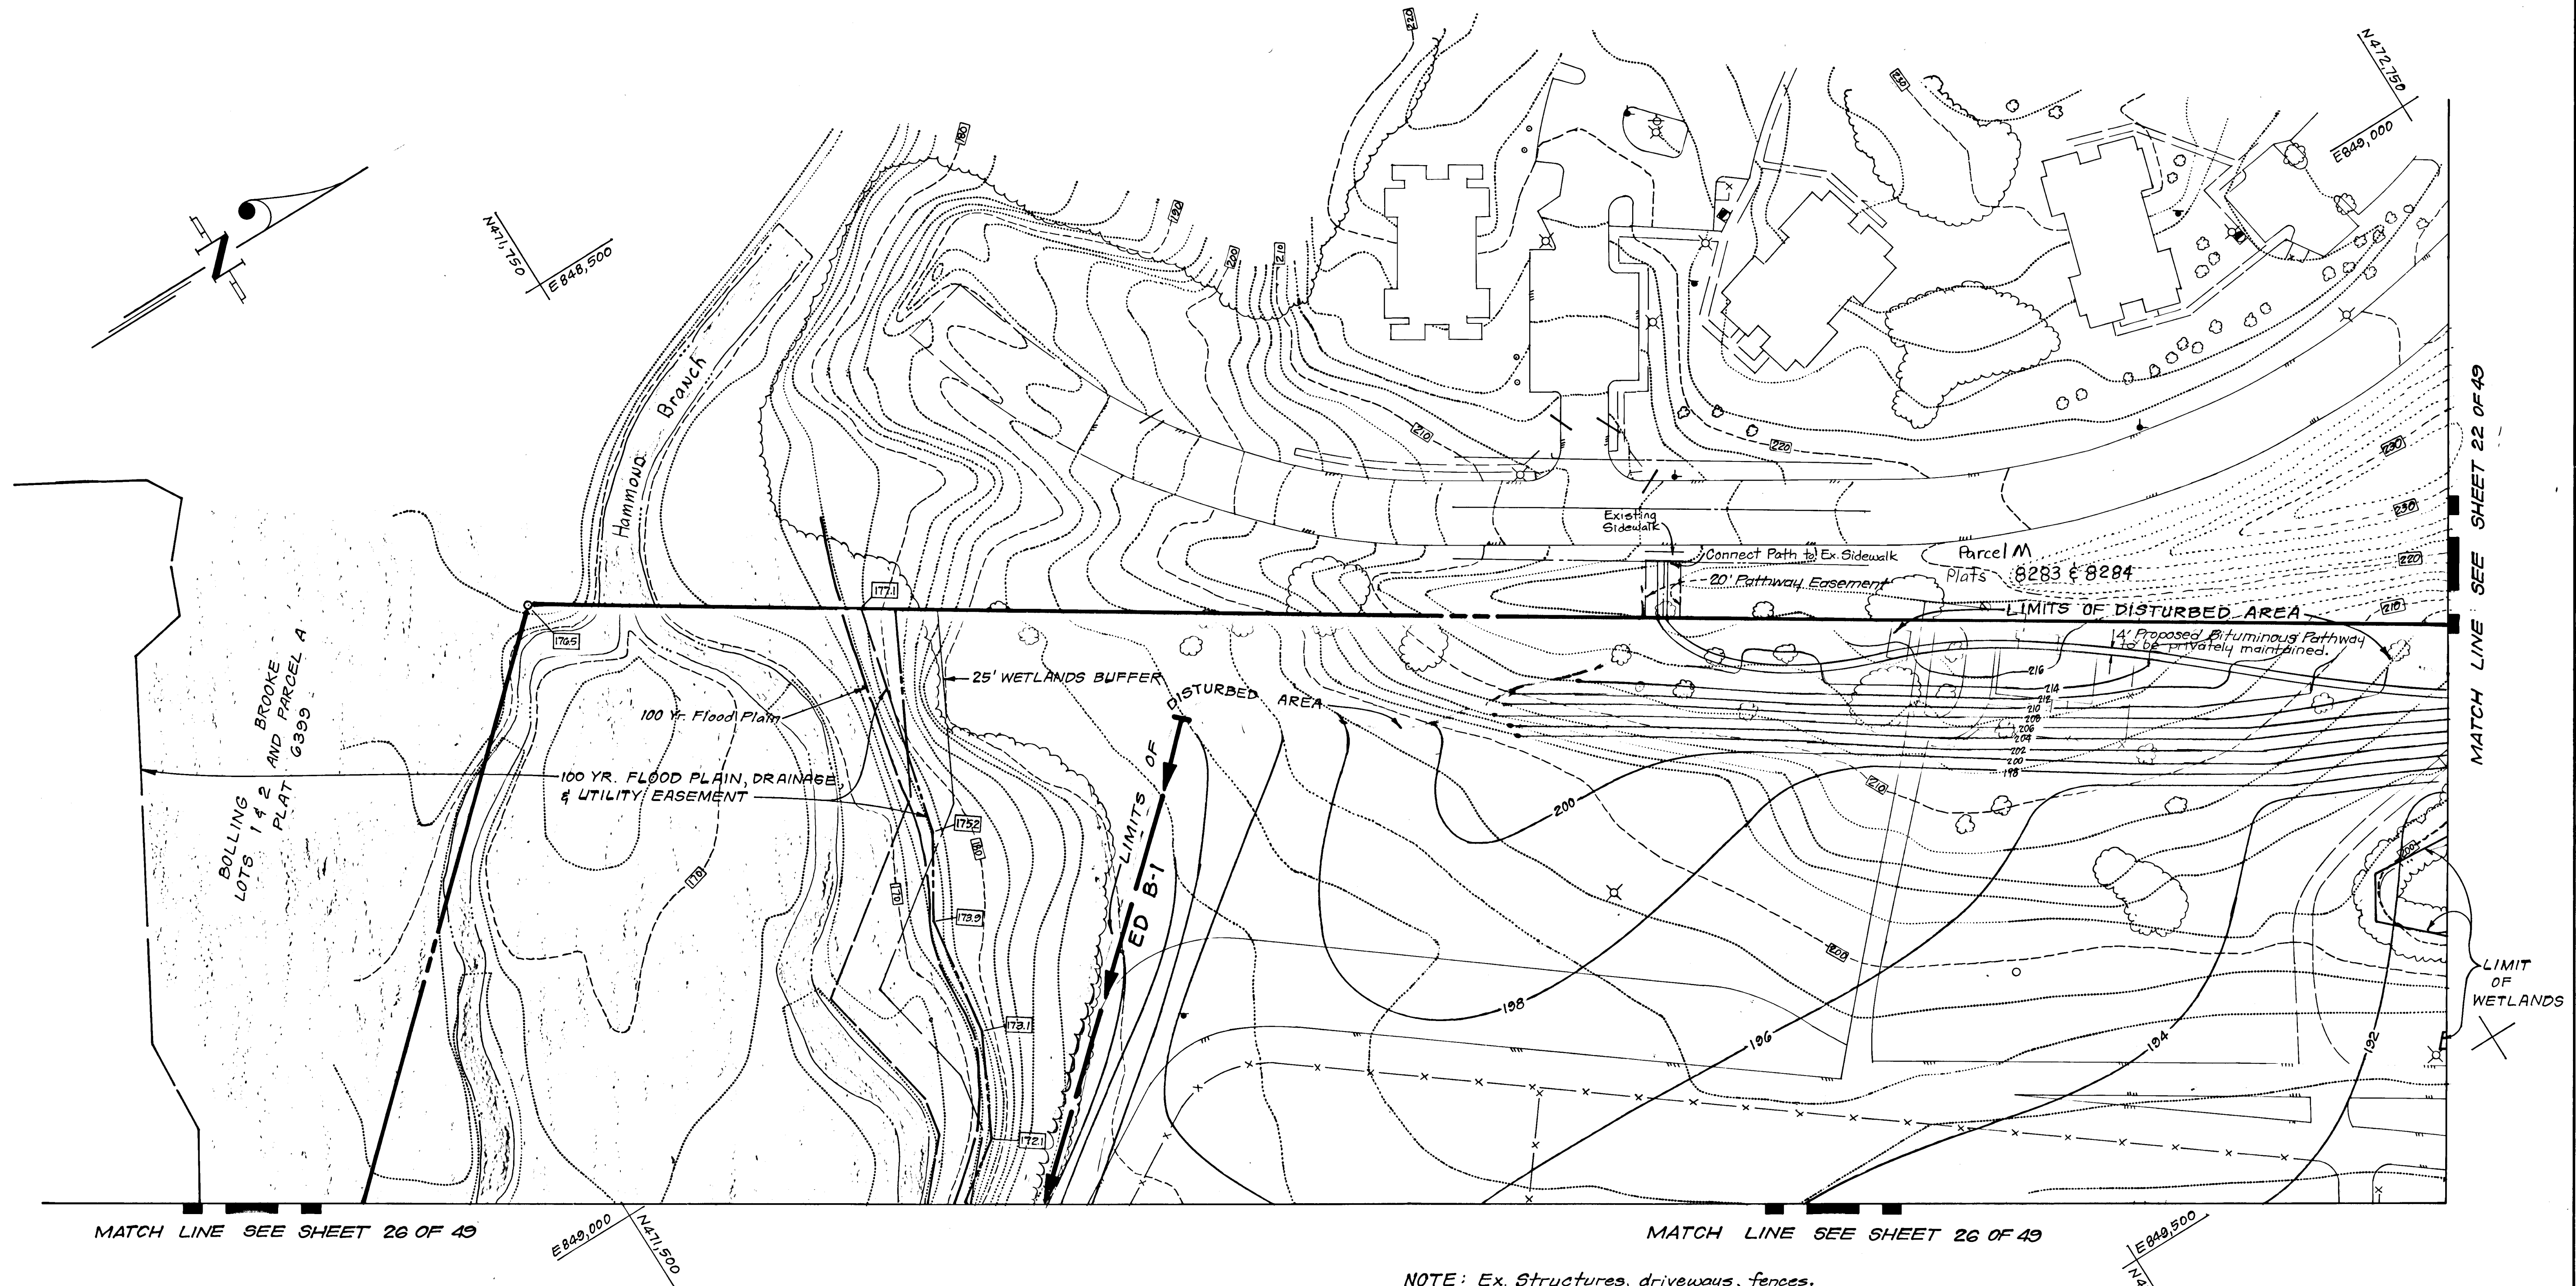 220
N472,750
E849,000
180
230
190
N
N471,750
E848,500
200
210
Hammond Branch
210
220
230
230
220
210
MATCH LINE SEE SHEET 22 OF 49
Existing
Sidewalk
Connect Path to Ex. Sidewalk
20' Pathway Easement
Parcel M
Plats 8283 & 8284
177.1
176.5
LIMITS OF DISTURBED AREA
4' Proposed Bituminous Pathway
to be privately maintained.
25' WETLANDS BUFFER
100 Yr. Flood Plain
LIMITS OF DISTURBED AREA
216
214
212
210
208
206
204
202
200
198
BOLLING BROOKE
LOTS 1 & 2 AND PARCEL A
PLAT 6399
100 YR. FLOOD PLAIN, DRAINAGE,
& UTILITY EASEMENT
175.2
180
170
170
173.9
ED B-1
200
210
200
200
198
196
194
192
173.1
172.1
LIMIT
OF
WETLANDS
MATCH LINE SEE SHEET 26 OF 49
E849,000
N471,500
MATCH LINE SEE SHEET 26 OF 49
E849,500
NOTE: Ex. Structures, driveways, fences,